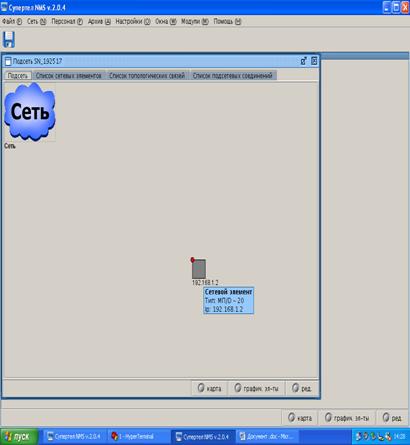 Супертел NMS v.2.0.4
Файл (F) Сеть (N) Персонал (P) Архив (A) Настройки (O) Окна (W) Модули (M) Помощь (H)
Подсеть SN_192517
Подсеть Список сетевых элементов Список топологических связей Список подсетевых соединений
Сеть
Сеть
192.168.1.2
Сетевой элемент
Тип: МП/D - 20
ip: 192.168.1.2
карта график. эл-ты ред.
карта график. эл-ты ред.
пуск Супертел NMS v.2.0.4 1 - HyperTerminal Супертел NMS v.2.0.4 Документ .doc - Micr... 14:28